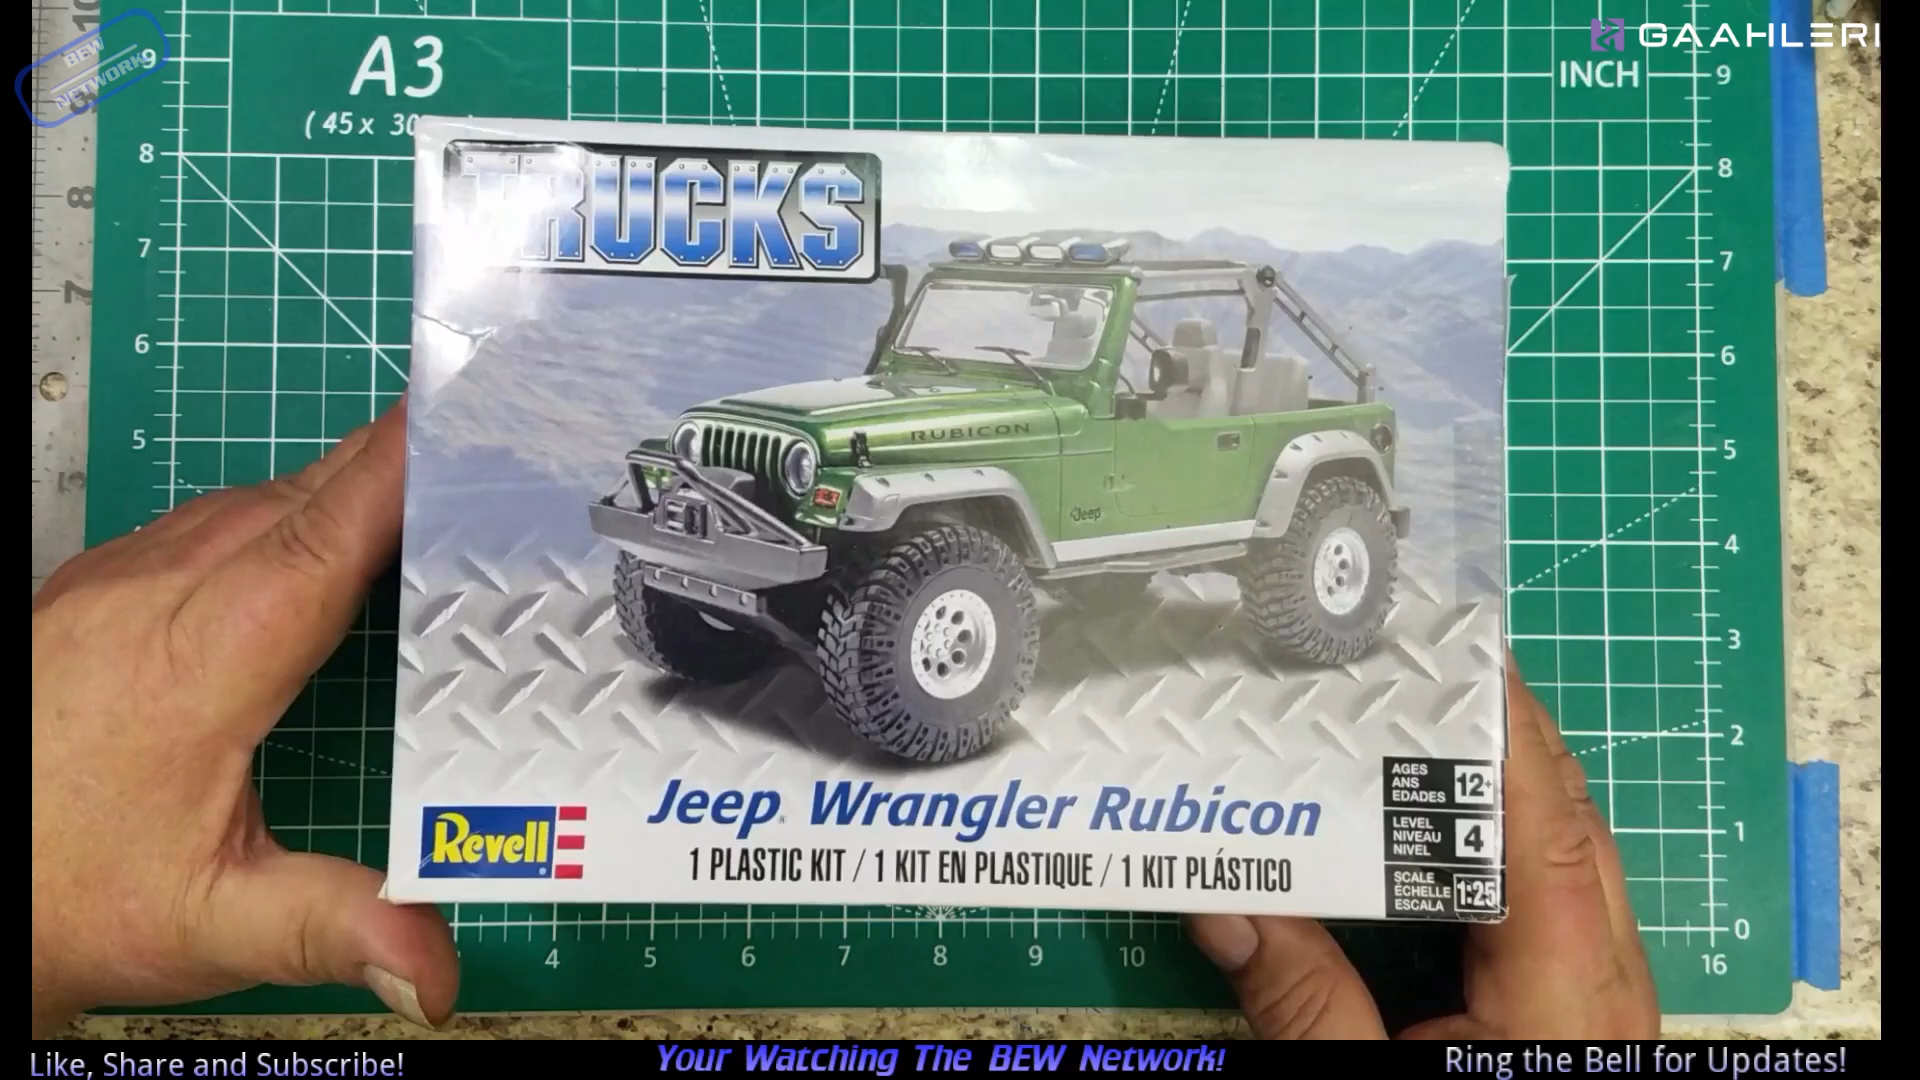 BEW
NETWORK
GAAHLERI
A3
(45 x 30
INCH
9
8
7
6
5
9
8
7
6
5
4
3
2
1
0
TRUCKS
RUBICON
Jeep
Jeep® Wrangler Rubicon
Revell
1 PLASTIC KIT / 1 KIT EN PLASTIQUE / 1 KIT PLÁSTICO
AGES
ANS
EDADES
12+
LEVEL
NIVEAU
NIVEL
4
SCALE
ÉCHELLE
ESCALA
1:25
4 5 6 7 8 9 10 16
Like, Share and Subscribe!
Your Watching The BEW Network!
Ring the Bell for Updates!